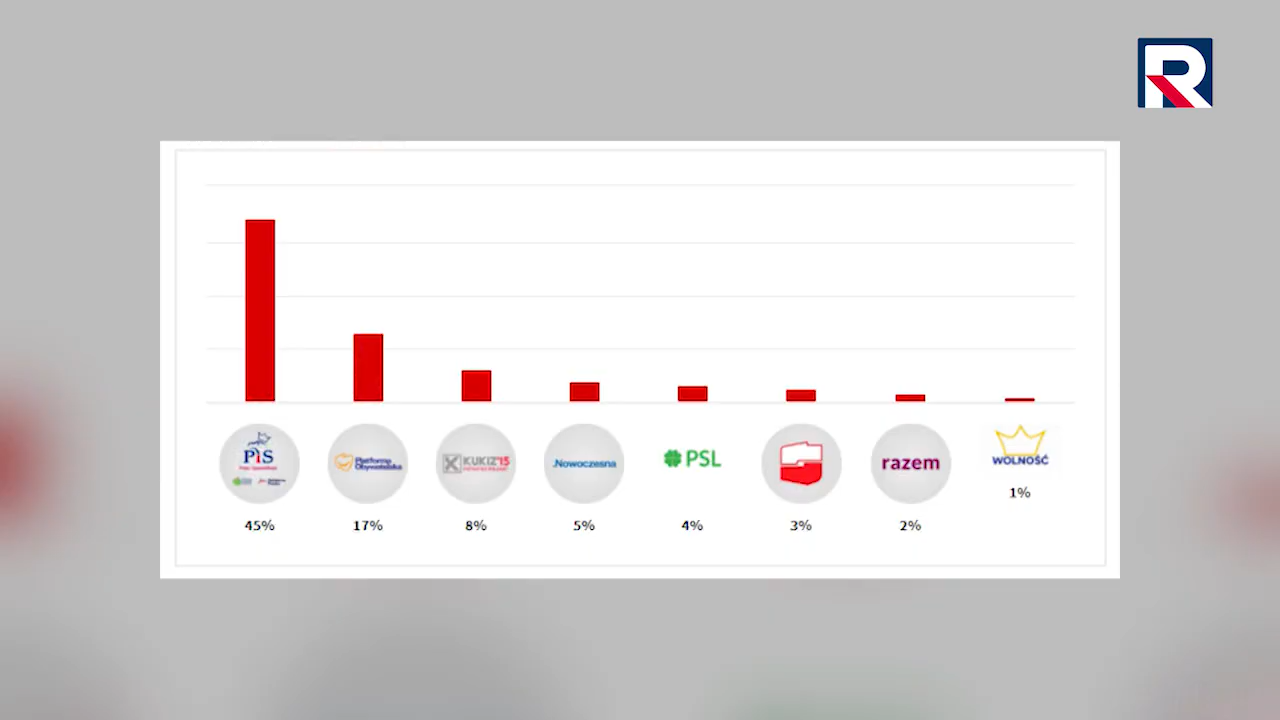 R
PiS
Platforma
Obywatelska
KUKIZ'15
.Nowoczesna
PSL
razem
WOLNOŚĆ
1%
45%
17%
8%
5%
4%
3%
2%